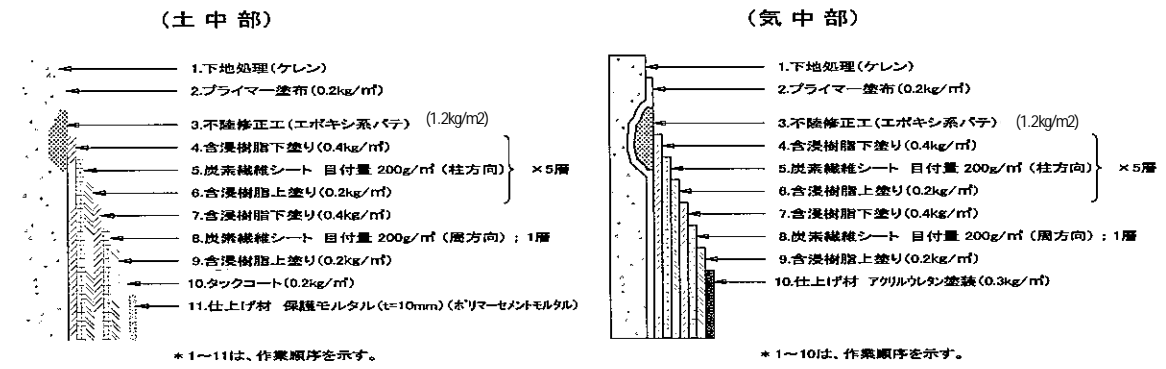 (土中部)
1.下地処理(ケレン)
2.プライマー塗布(0.2kg/㎡)
3.不陸修正工(エポキシ系パテ) (1.2kg/m2)
4.含浸樹脂下塗り(0.4kg/㎡)
5.炭素繊維シート 目付量 200g/㎡ (柱方向) ×5層
6.含浸樹脂上塗り(0.2kg/㎡)
7.含浸樹脂下塗り(0.4kg/㎡)
8.炭素繊維シート 目付量 200g/㎡ (周方向) ; 1層
9.含浸樹脂上塗り(0.2kg/㎡)
10.タックコート(0.2kg/㎡)
11.仕上げ材 保護モルタル(t=10mm) (ポリマーセメントモルタル)
*1~11は、作業順序を示す。
(気中部)
1.下地処理(ケレン)
2.プライマー塗布(0.2kg/㎡)
3.不陸修正工(エポキシ系パテ) (1.2kg/m2)
4.含浸樹脂下塗り(0.4kg/㎡)
5.炭素繊維シート 目付量 200g/㎡ (柱方向) ×5層
6.含浸樹脂上塗り(0.2kg/㎡)
7.含浸樹脂下塗り(0.4kg/㎡)
8.炭素繊維シート 目付量 200g/㎡ (周方向) ; 1層
9.含浸樹脂上塗り(0.2kg/㎡)
10.仕上げ材 アクリルウレタン塗装(0.3kg/㎡)
*1~10は、作業順序を示す。